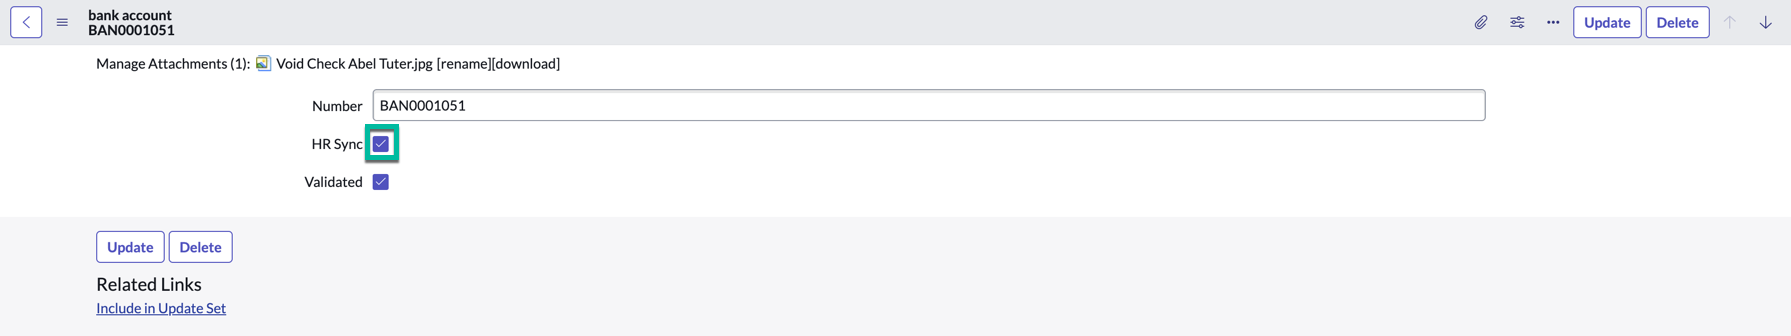 bank account
BAN0001051
Update Delete
Manage Attachments (1): Void Check Abel Tuter.jpg [rename][download]
Number BAN0001051
HR Sync
Validated
Update Delete
Related Links
Include in Update Set